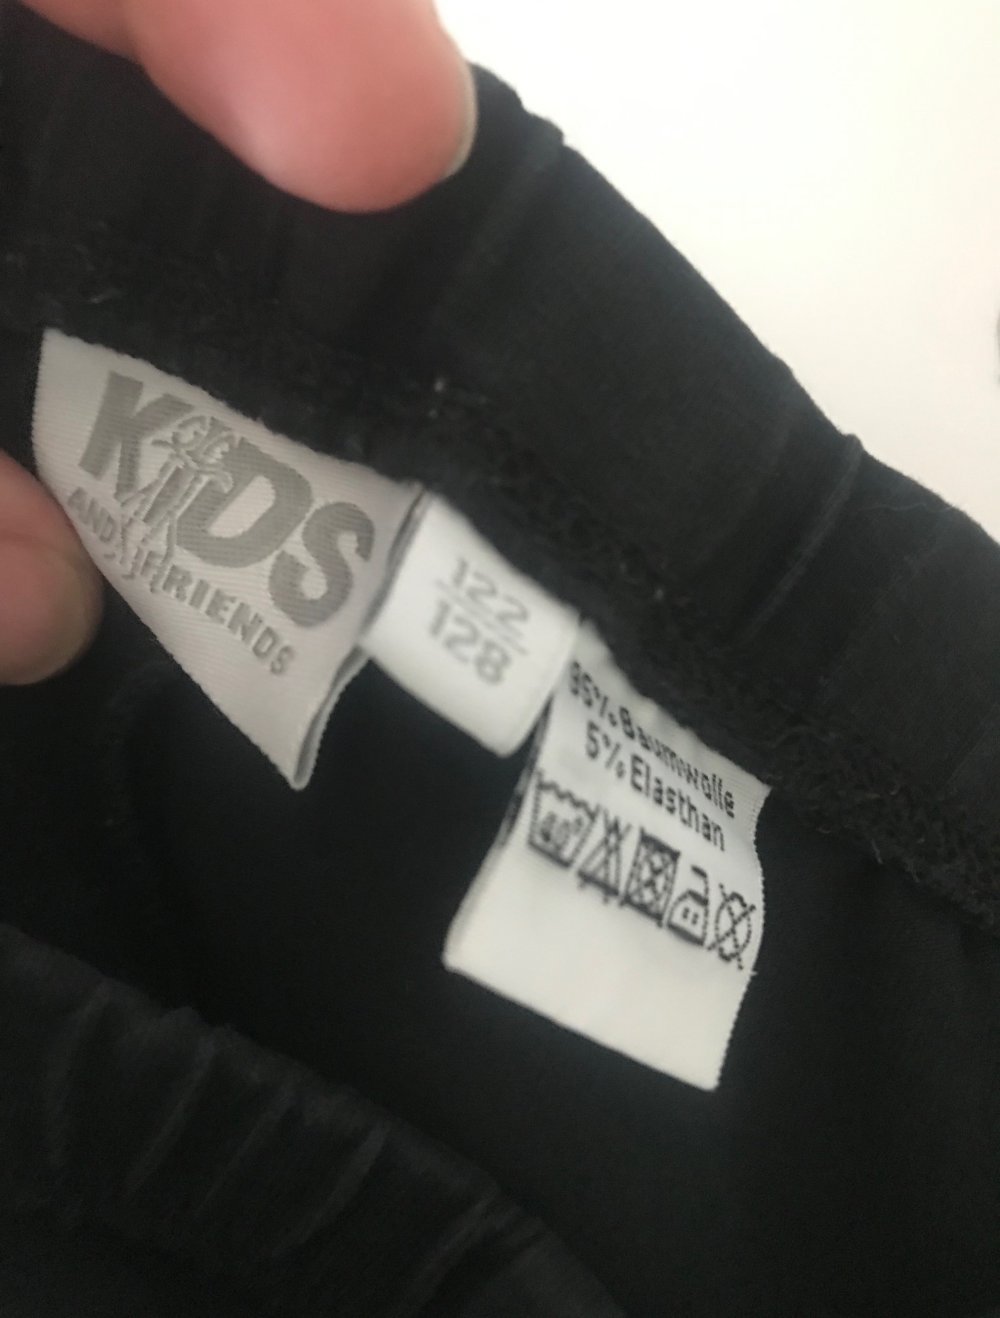 KIDS
AND FRIENDS
122
128
95% Baumwolle
5% Elasthan
40°